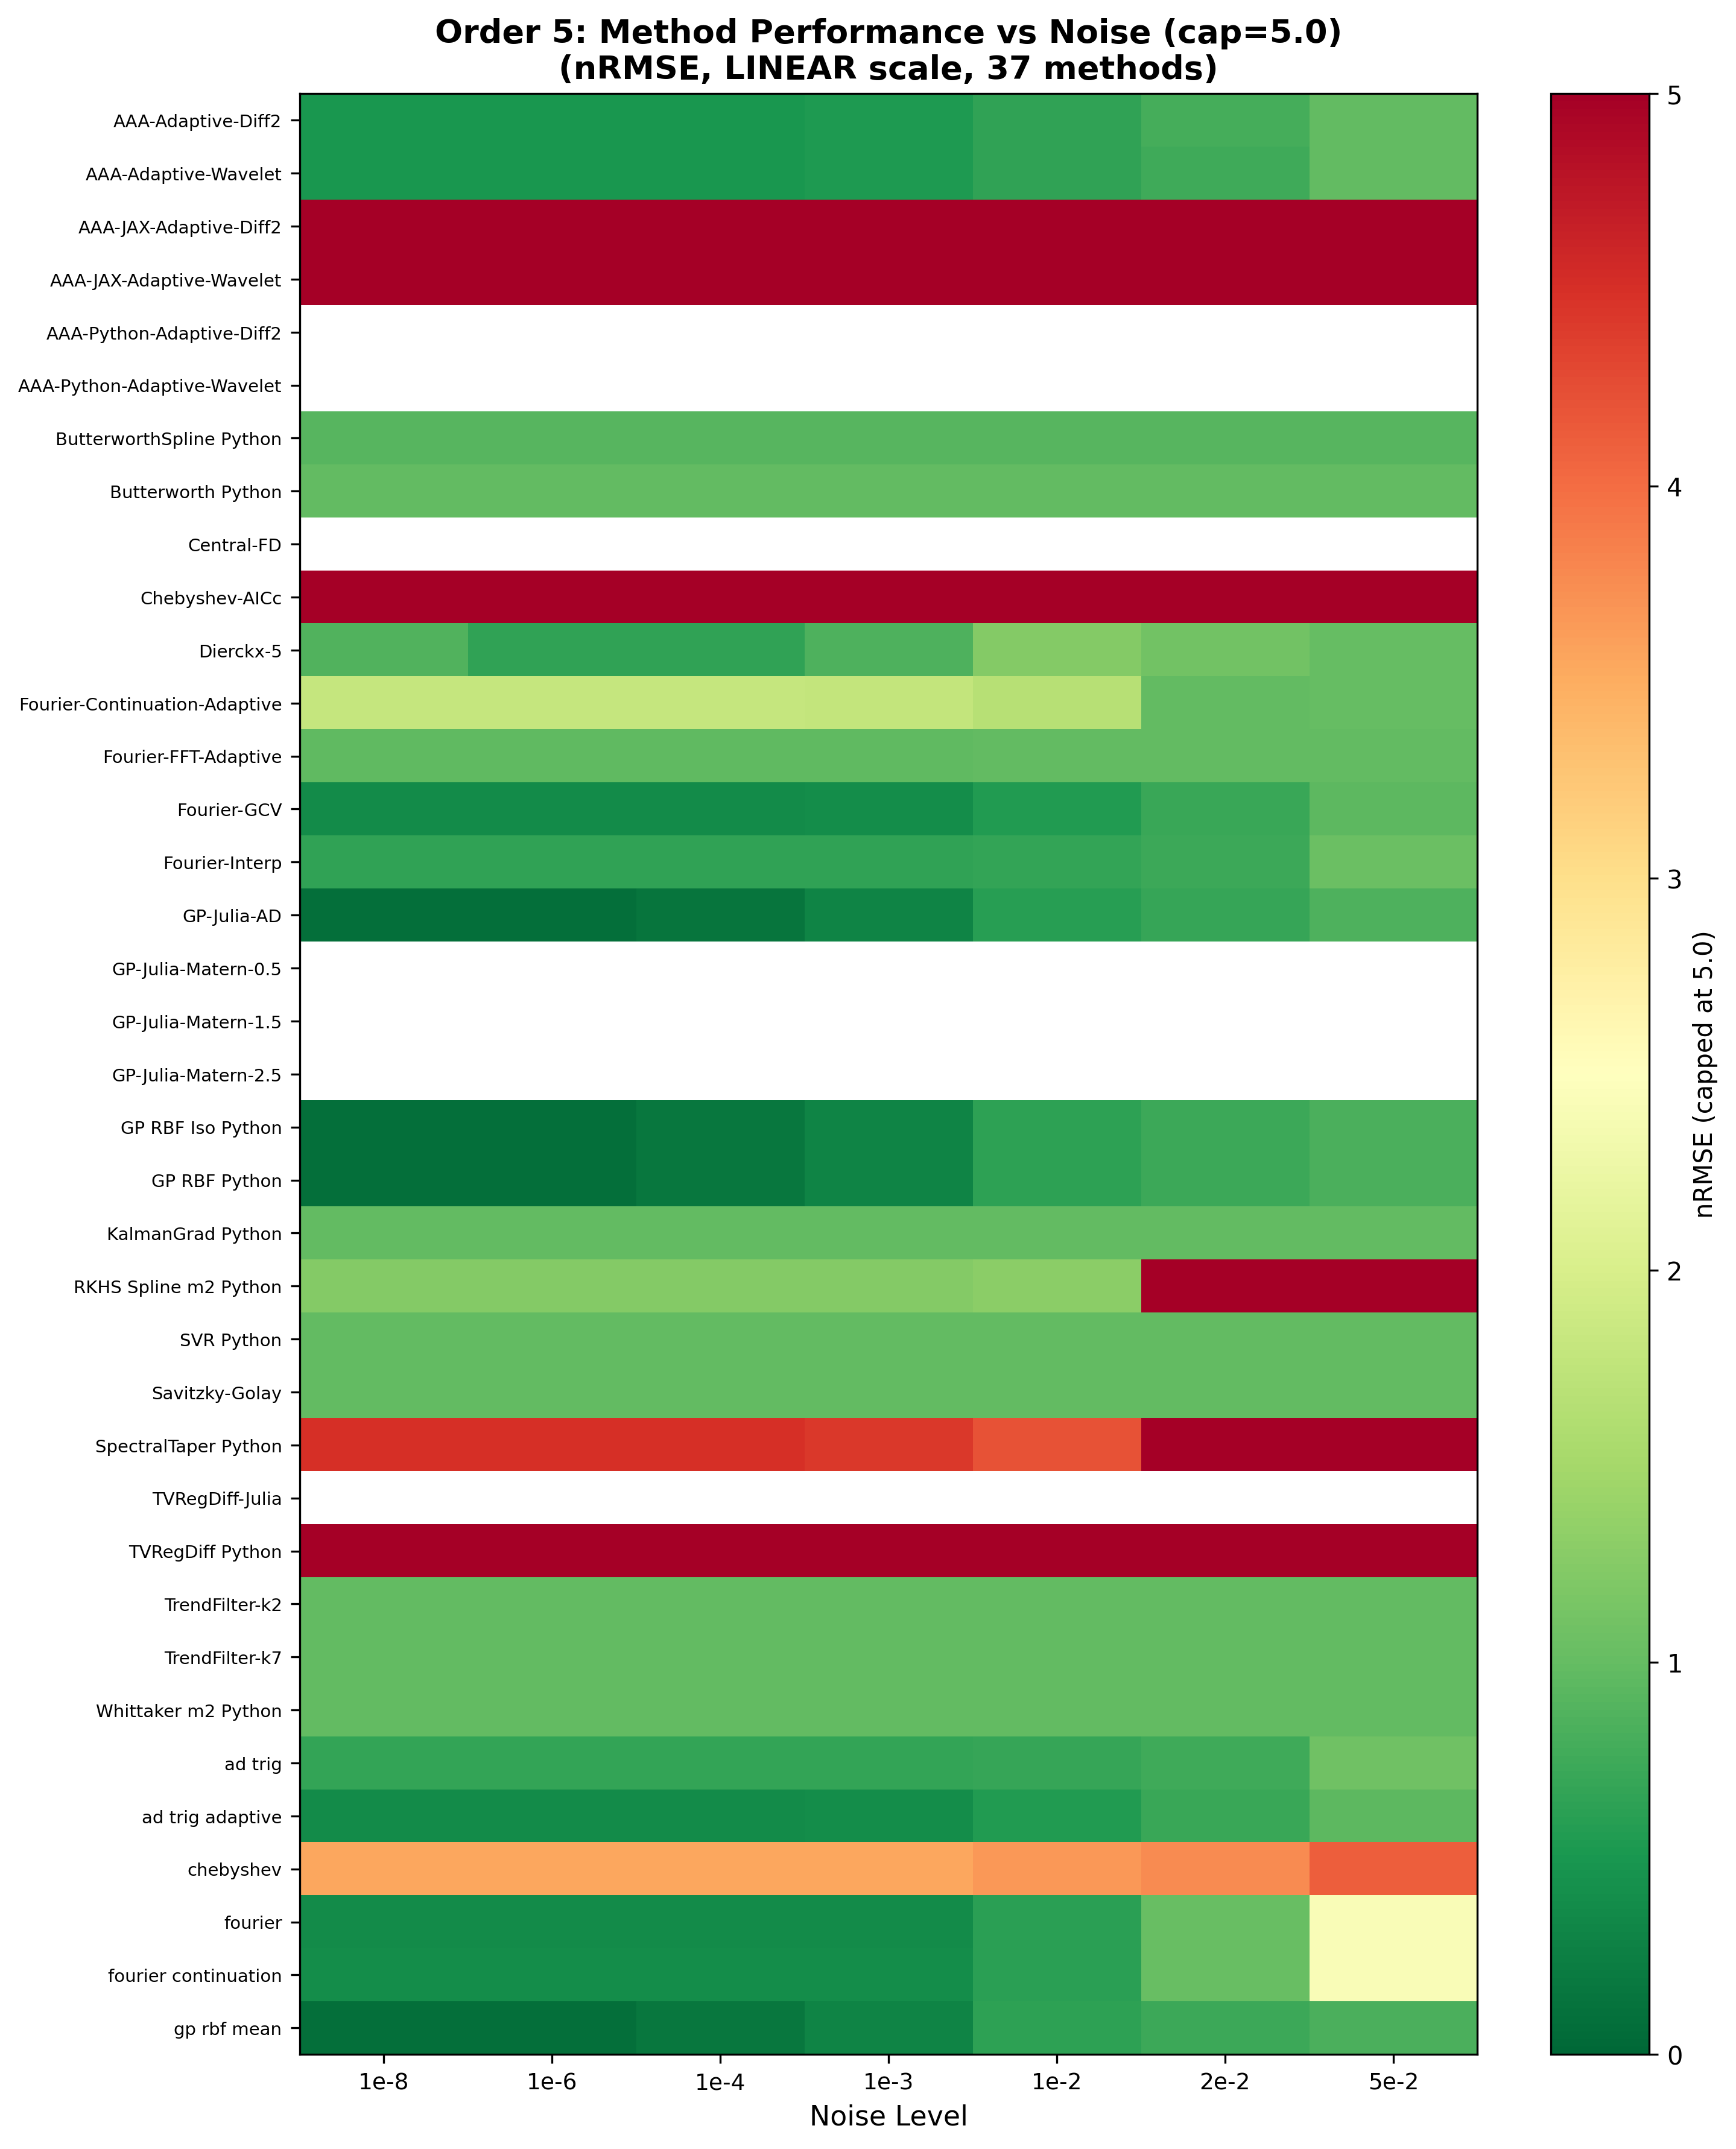 Order 5: Method Performance vs Noise (cap=5.0)
(nRMSE, LINEAR scale, 37 methods)
AAA-Adaptive-Diff2
AAA-Adaptive-Wavelet
AAA-JAX-Adaptive-Diff2
AAA-JAX-Adaptive-Wavelet
AAA-Python-Adaptive-Diff2
AAA-Python-Adaptive-Wavelet
ButterworthSpline Python
Butterworth Python
Central-FD
Chebyshev-AICc
Dierckx-5
Fourier-Continuation-Adaptive
Fourier-FFT-Adaptive
Fourier-GCV
Fourier-Interp
GP-Julia-AD
GP-Julia-Matern-0.5
GP-Julia-Matern-1.5
GP-Julia-Matern-2.5
GP RBF Iso Python
GP RBF Python
KalmanGrad Python
RKHS Spline m2 Python
SVR Python
Savitzky-Golay
SpectralTaper Python
TVRegDiff-Julia
TVRegDiff Python
TrendFilter-k2
TrendFilter-k7
Whittaker m2 Python
ad trig
ad trig adaptive
chebyshev
fourier
fourier continuation
gp rbf mean
1e-8
1e-6
1e-4
1e-3
1e-2
2e-2
5e-2
Noise Level
5
4
3
2
1
0
nRMSE (capped at 5.0)